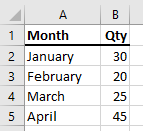 A B
1 Month Qty
2 January 30
3 February 20
4 March 25
5 April 45